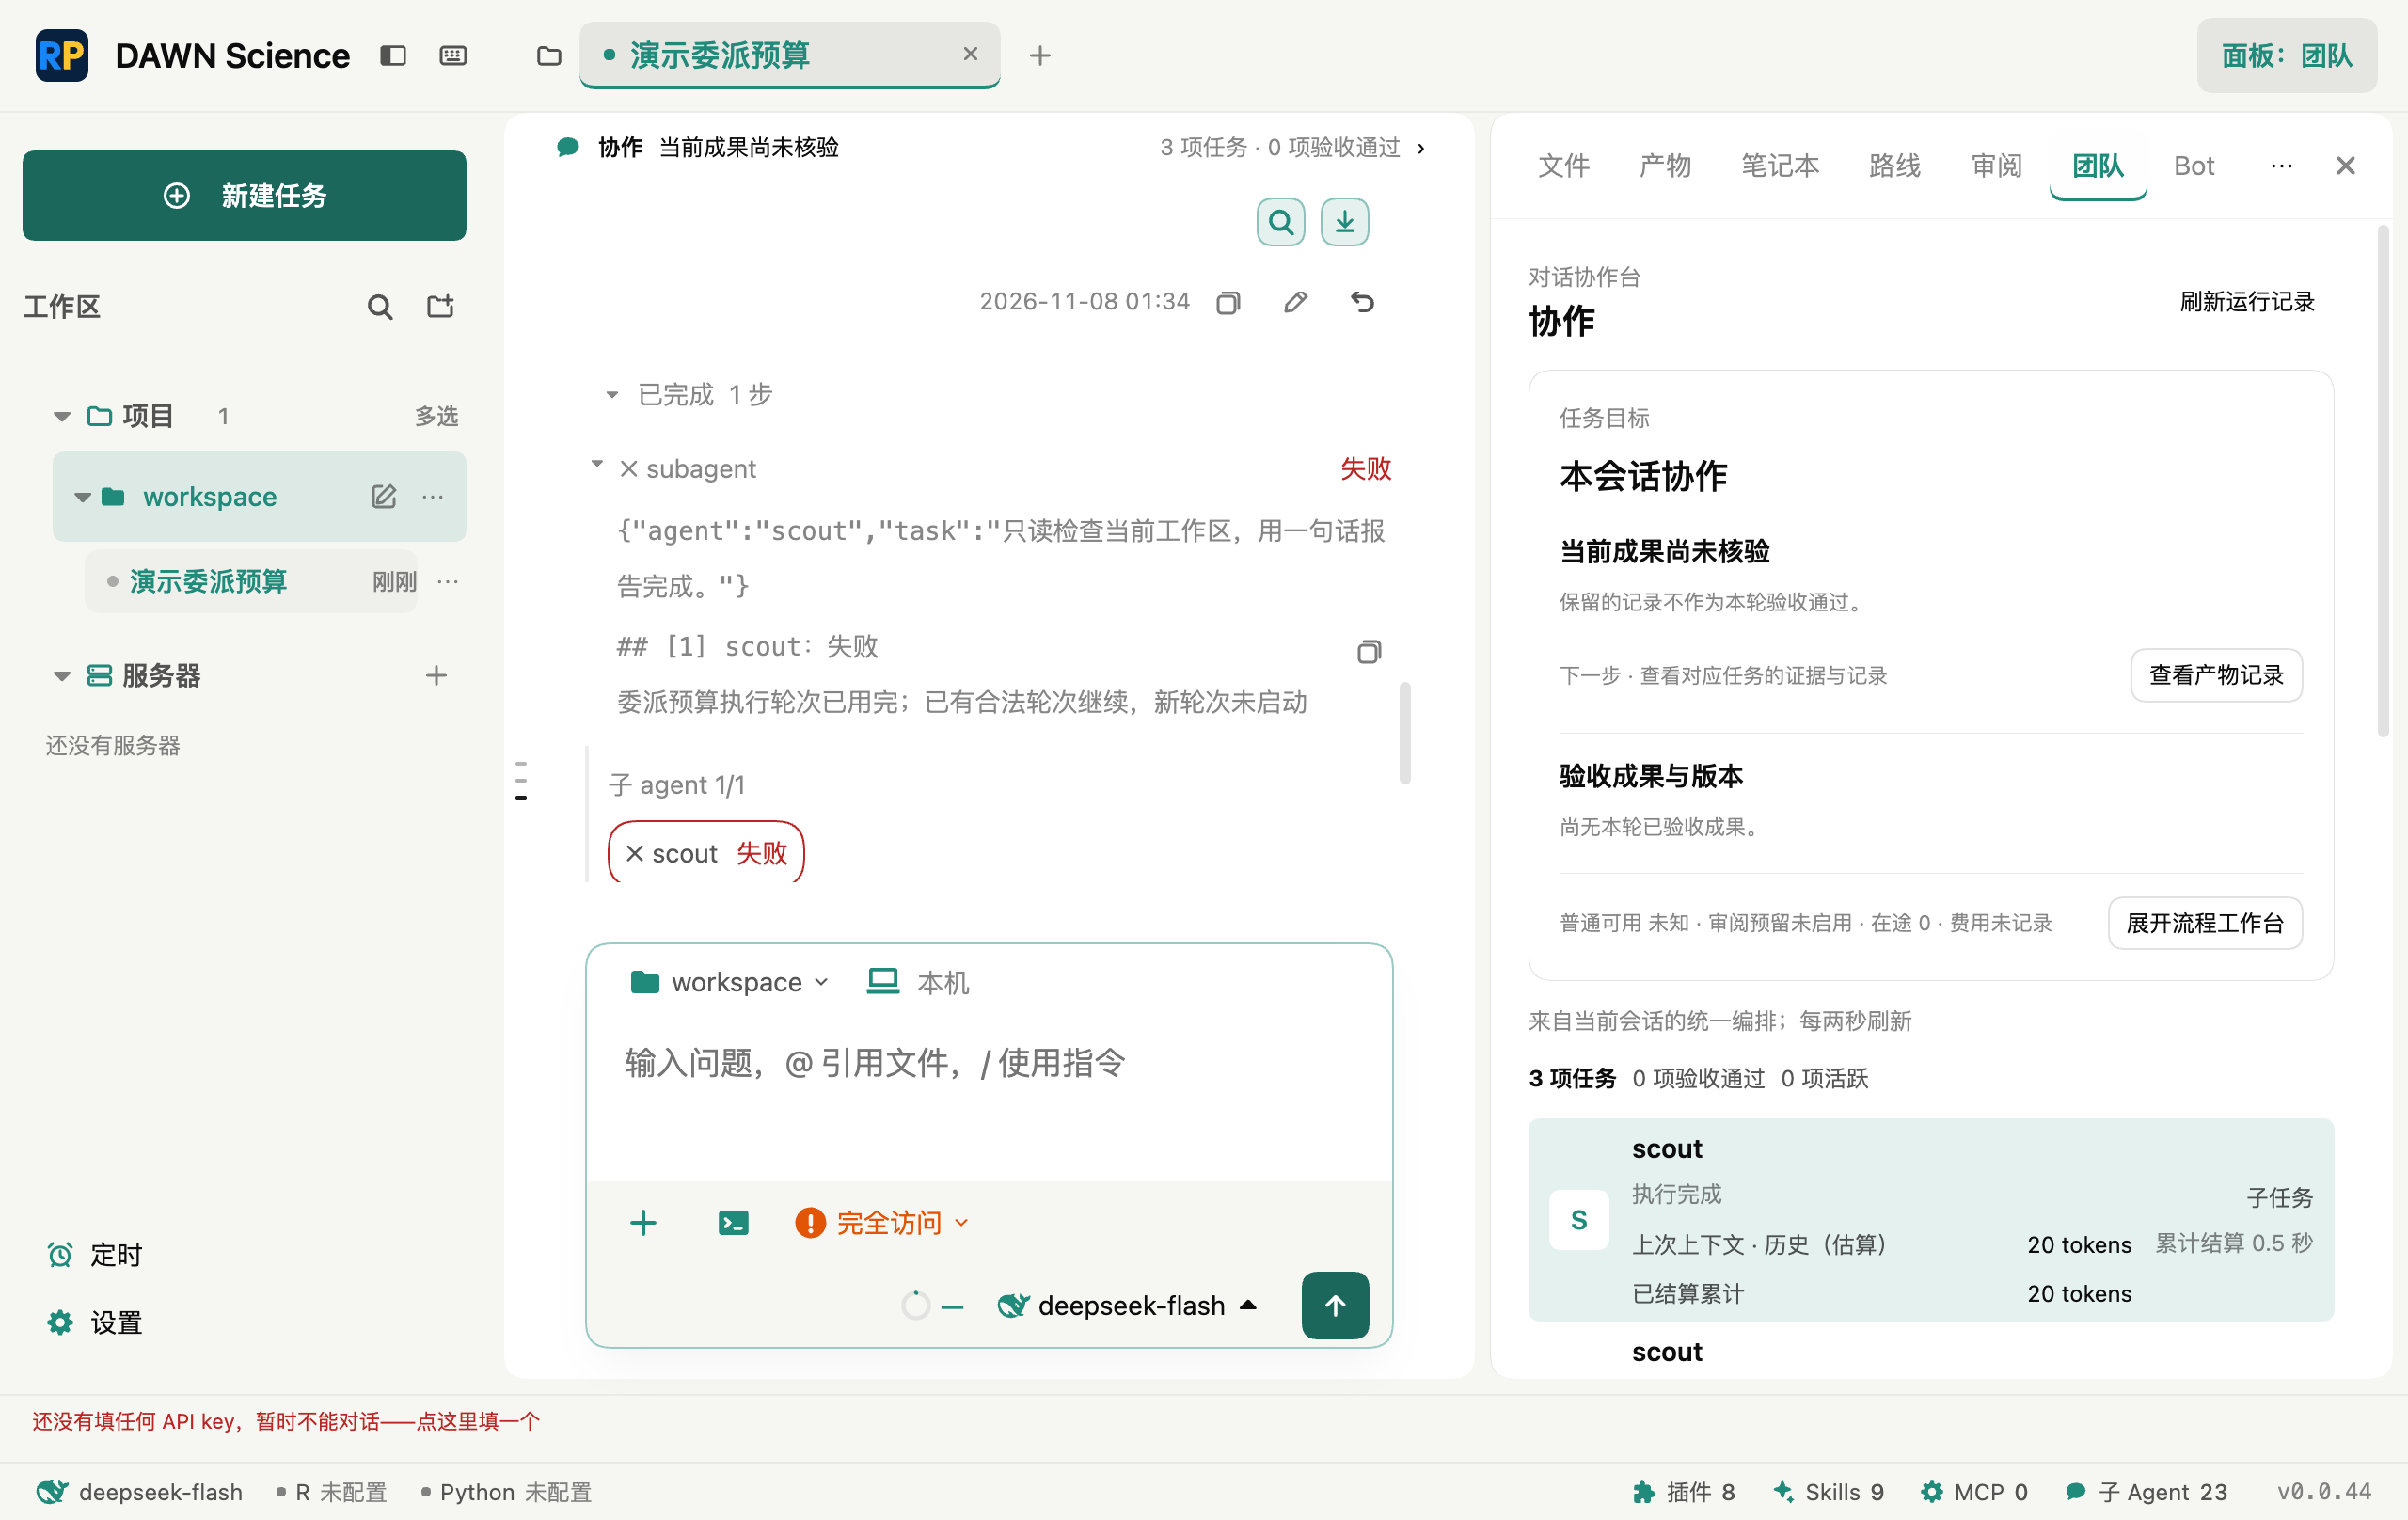 RP DAWN Science
演示委派预算
面板：团队
新建任务
工作区
项目 1 多选
workspace
演示委派预算 刚刚
服务器
还没有服务器
定时
设置
协作 当前成果尚未核验 3 项任务 · 0 项验收通过
2026-11-08 01:34
已完成 1 步
subagent 失败
{"agent":"scout","task":"只读检查当前工作区，用一句话报
告完成。"}
## [1] scout: 失败
委派预算执行轮次已用完；已有合法轮次继续，新轮次未启动
子 agent 1/1
scout 失败
workspace 本机
输入问题，@ 引用文件，/ 使用指令
完全访问
deepseek-flash
文件 产物 笔记本 路线 审阅 团队 Bot
对话协作台
协作
刷新运行记录
任务目标
本会话协作
当前成果尚未核验
保留的记录不作为本轮验收通过。
下一步 · 查看对应任务的证据与记录 查看产物记录
验收成果与版本
尚无本轮已验收成果。
普通可用 未知 · 审阅预留未启用 · 在途 0 · 费用未记录 展开流程工作台
来自当前会话的统一编排；每两秒刷新
3 项任务 0 项验收通过 0 项活跃
S
scout
执行完成
子任务
上次上下文 · 历史（估算） 20 tokens 累计结算 0.5 秒
已结算累计 20 tokens
scout
还没有填任何 API key，暂时不能对话——点这里填一个
deepseek-flash R 未配置 Python 未配置
插件 8 Skills 9 MCP 0 子 Agent 23 v0.0.44